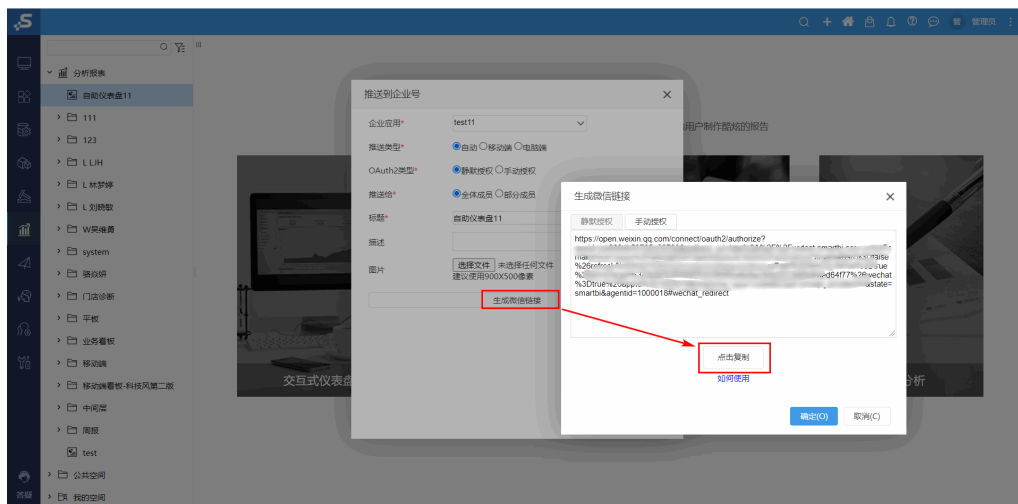 S
管 管理员
分析报表
自助仪表盘11
111
123
L LJH
L 林梦婷
L 刘晓敏
W吴维勇
system
骆焱妍
门店诊断
平板
业务看板
移动端
移动端看板-科技风第二版
中间层
周报
test
公共空间
我的空间
答疑
用户制作酷炫的报告
交互式仪表盘
分析
推送到企业号
企业应用* test11
推送类型* 自动 移动端 电脑端
OAuth2类型* 静默授权 手动授权
推送给* 全体成员 部分成员
标题* 自助仪表盘11
描述
图片 选择文件 未选择任何文件
建议使用900X500像素
生成微信链接
生成微信链接
静默授权 手动授权
https://open.weixin.qq.com/connect/oauth2/authorize?
smartbi&agentid=1000018#wechat_redirect
点击复制
如何使用
确定(O) 取消(C)